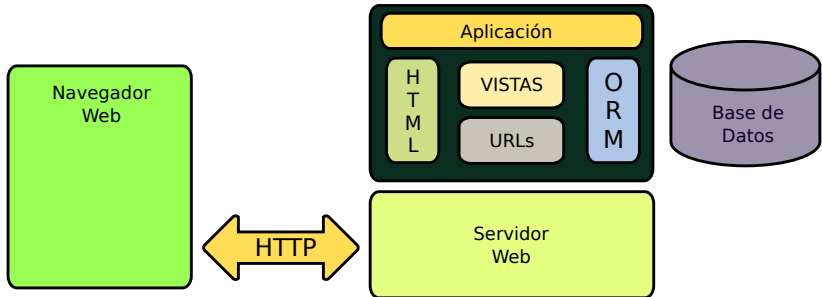 Navegador
Web
HTTP
Aplicación
H
T
M
L
VISTAS
URLs
O
R
M
Servidor
Web
Base de
Datos